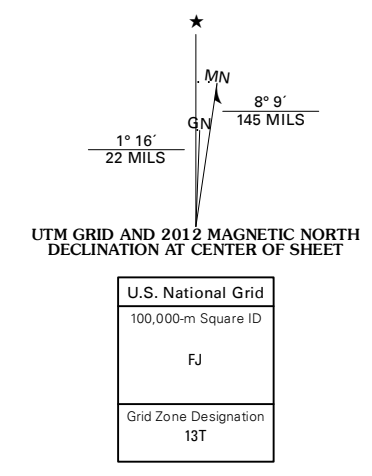 MN
8° 9´
145 MILS
GN
1° 16´
22 MILS
UTM GRID AND 2012 MAGNETIC NORTH
DECLINATION AT CENTER OF SHEET
U.S. National Grid
100,000-m Square ID
FJ
Grid Zone Designation
13T